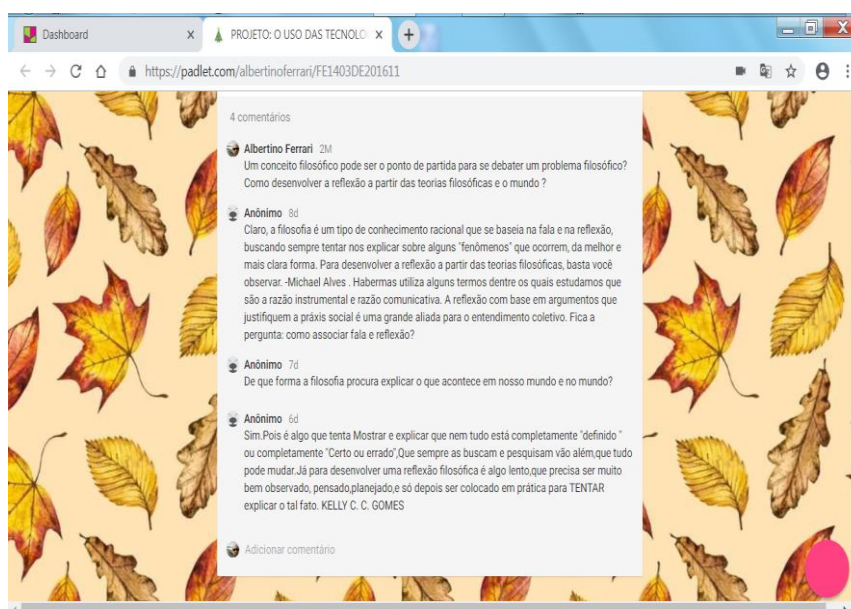 Dashboard
PROJETO: O USO DAS TECNOLO
https://padlet.com/albertinoferrari/FE1403DE201611
4 comentários
Albertino Ferrari 2M
Um conceito filosófico pode ser o ponto de partida para se debater um problema filosófico?
Como desenvolver a reflexão a partir das teorias filosóficas e o mundo ?
Anônimo 8d
Claro, a filosofia é um tipo de conhecimento racional que se baseia na fala e na reflexão,
buscando sempre tentar nos explicar sobre alguns "fenômenos" que ocorrem, da melhor e
mais clara forma. Para desenvolver a reflexão a partir das teorias filosóficas, basta você
observar. -Michael Alves . Habermas utiliza alguns termos dentre os quais estudamos que
são a razão instrumental e razão comunicativa. A reflexão com base em argumentos que
justifiquem a práxis social é uma grande aliada para o entendimento coletivo. Fica a
pergunta: como associar fala e reflexão?
Anônimo 7d
De que forma a filosofia procura explicar o que acontece em nosso mundo e no mundo?
Anônimo 6d
Sim.Pois é algo que tenta Mostrar e explicar que nem tudo está completamente "definido "
ou completamente "Certo ou errado",Que sempre as buscam e pesquisam vão além,que tudo
pode mudar.Já para desenvolver uma reflexão filosófica é algo lento,que precisa ser muito
bem observado, pensado,planejado,e só depois ser colocado em prática para TENTAR
explicar o tal fato. KELLY C. C. GOMES
Adicionar comentário